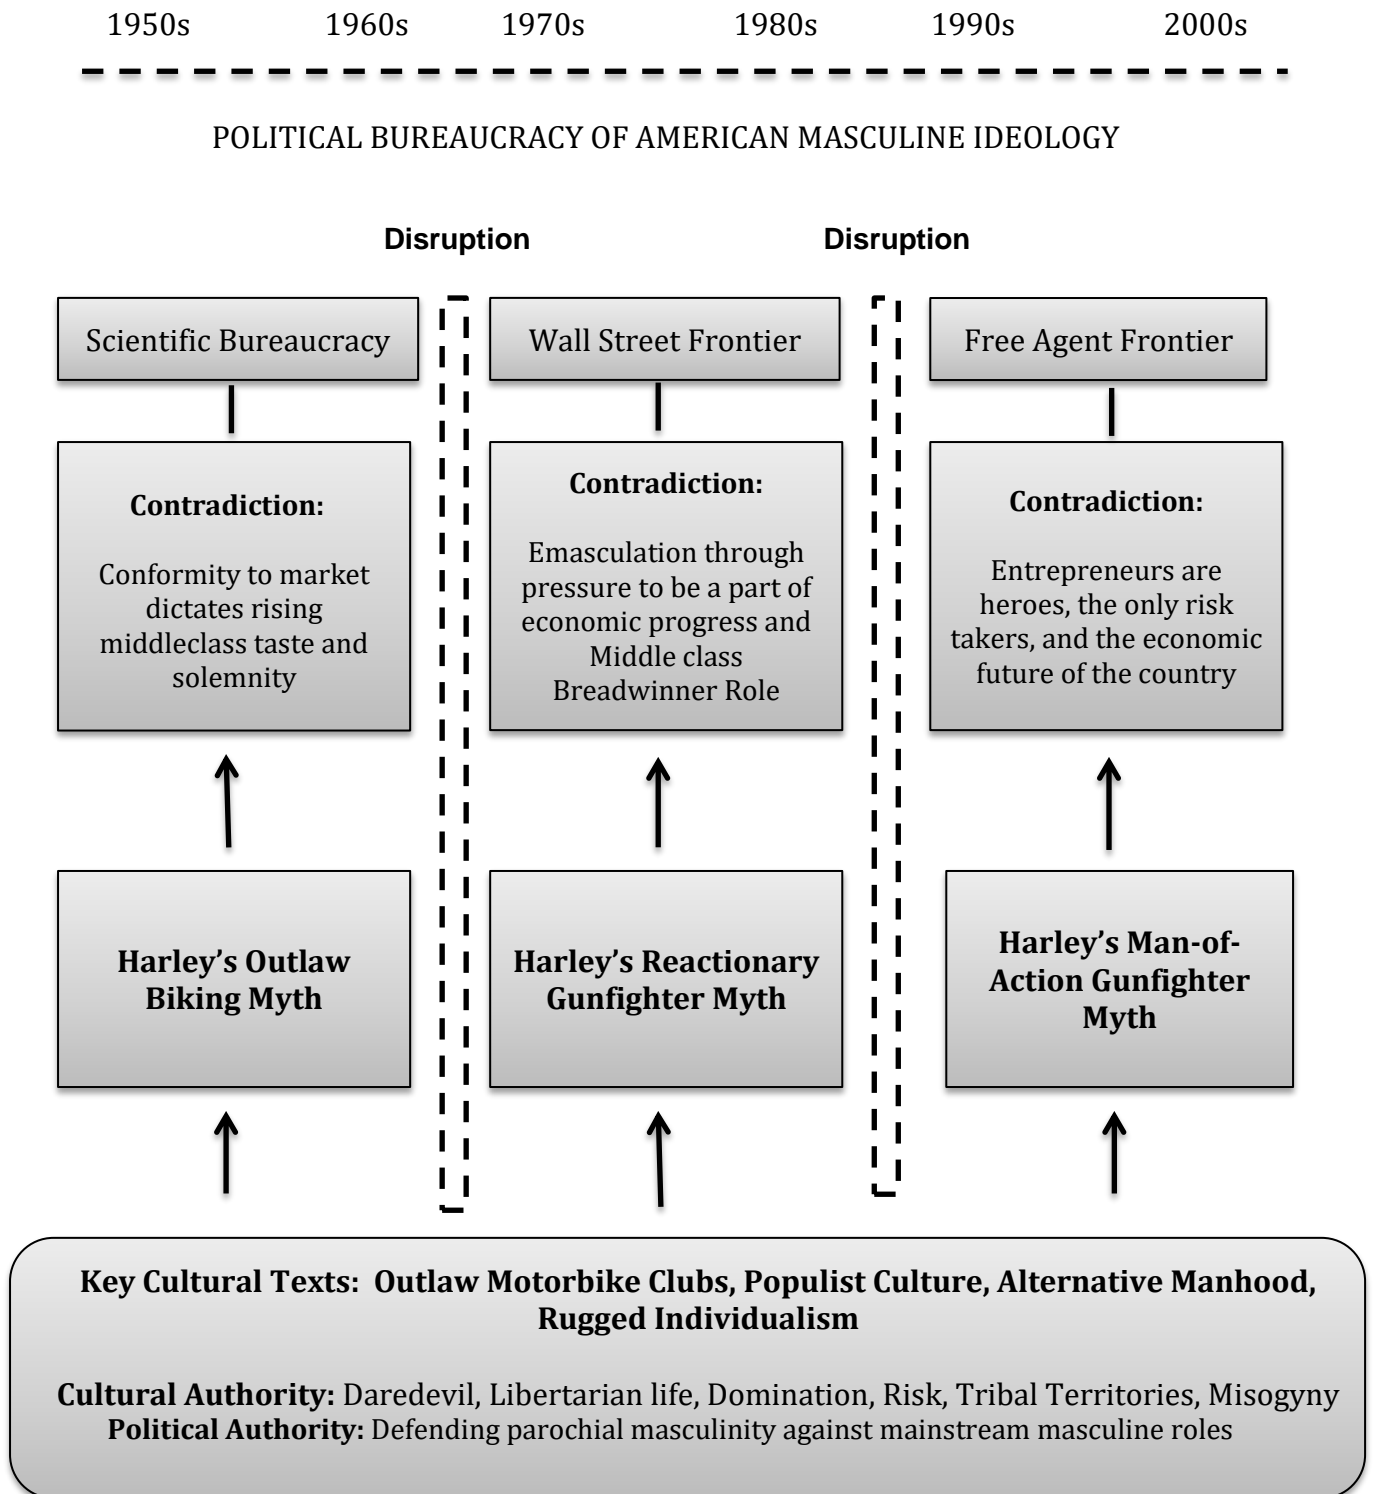 1950s 1960s 1970s 1980s 1990s 2000s
POLITICAL BUREAUCRACY OF AMERICAN MASCULINE IDEOLOGY
Disruption
Disruption
Scientific Bureaucracy
Contradiction:
Conformity to market
dictates rising
middleclass taste and
solemnity
Harley’s Outlaw
Biking Myth
Wall Street Frontier
Contradiction:
Emasculation through
pressure to be a part of
economic progress and
Middle class
Breadwinner Role
Harley’s Reactionary
Gunfighter Myth
Free Agent Frontier
Contradiction:
Entrepreneurs are
heroes, the only risk
takers, and the economic
future of the country
Harley’s Man-of-
Action Gunfighter
Myth
Key Cultural Texts: Outlaw Motorbike Clubs, Populist Culture, Alternative Manhood,
Rugged Individualism
Cultural Authority: Daredevil, Libertarian life, Domination, Risk, Tribal Territories, Misogyny
Political Authority: Defending parochial masculinity against mainstream masculine roles